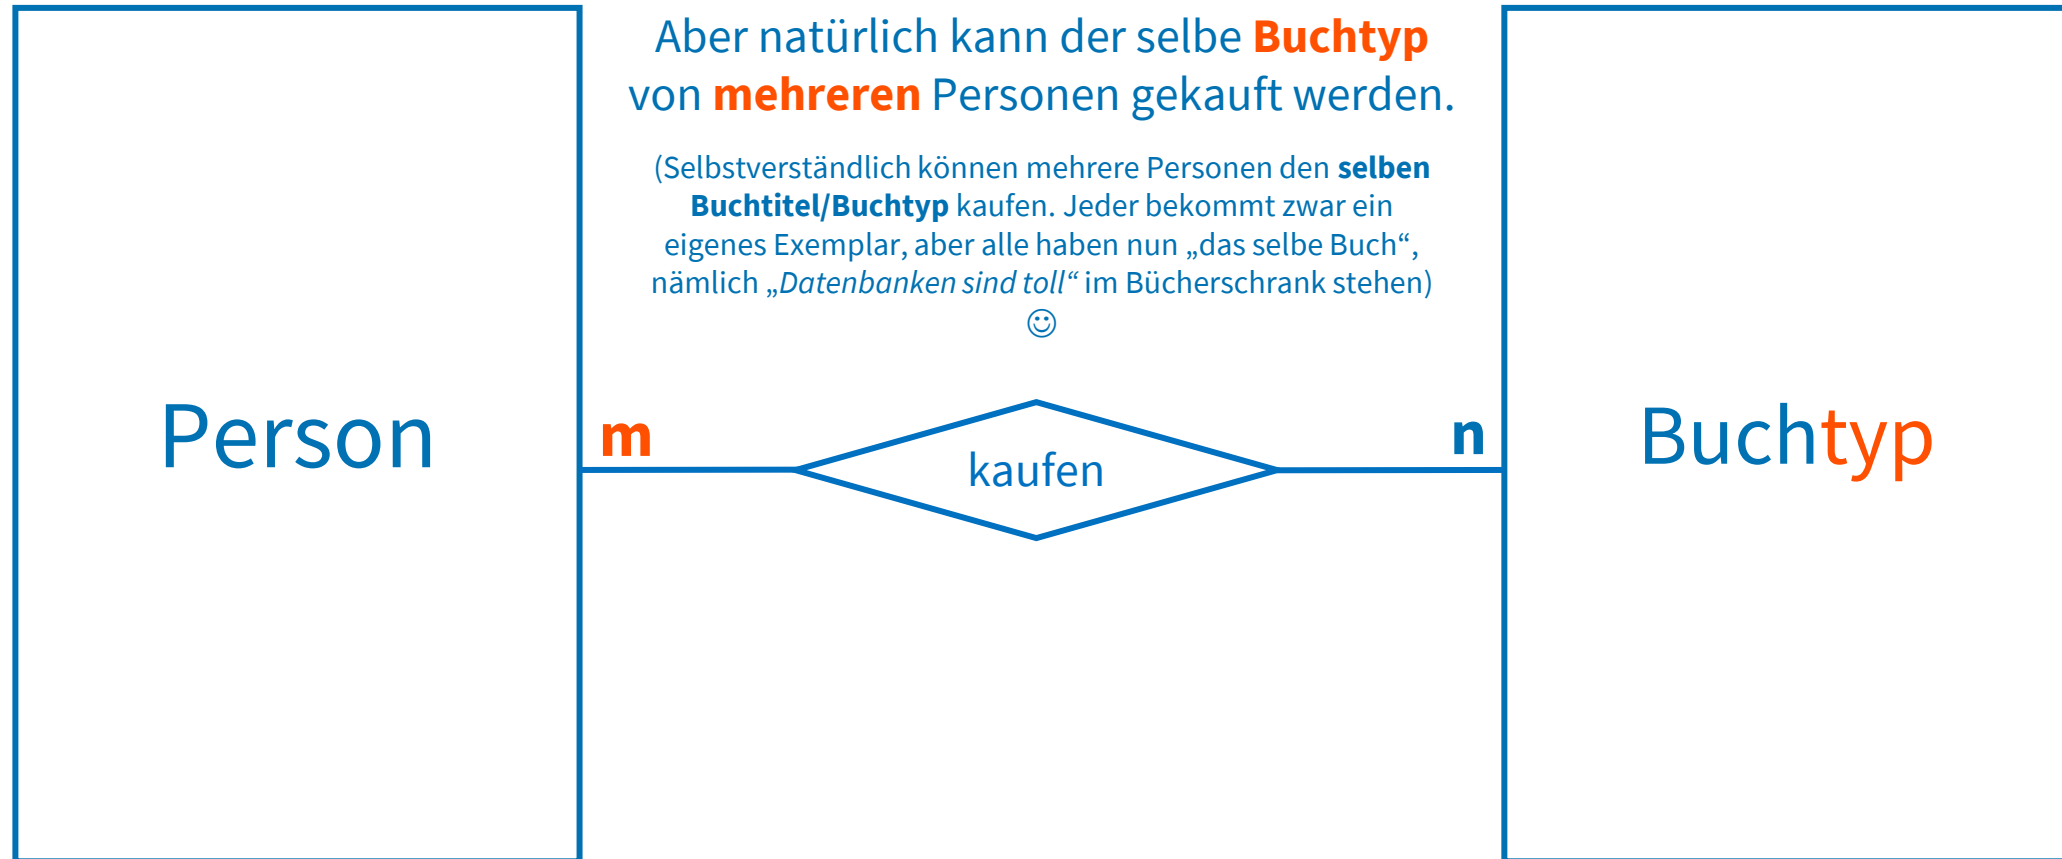 Aber natürlich kann der selbe Buchtyp
von mehreren Personen gekauft werden.
(Selbstverständlich können mehrere Personen den selben
Buchtitel/Buchtyp kaufen. Jeder bekommt zwar ein
eigenes Exemplar, aber alle haben nun „das selbe Buch“,
nämlich „Datenbanken sind toll“ im Bücherschrank stehen)
☺
Person
m
kaufen
n
Buchtyp